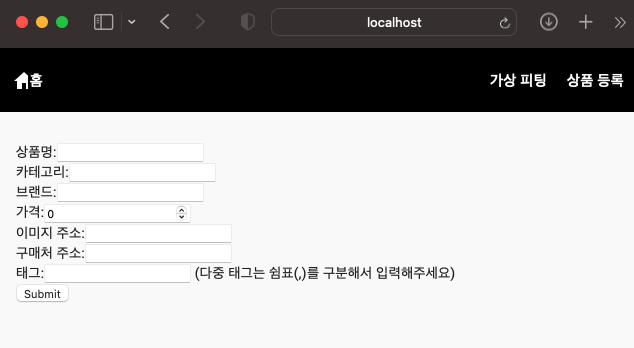 localhost
홈 가상 피팅 상품 등록
상품명:
카테고리:
브랜드:
가격: 0
이미지 주소:
구매처 주소:
태그: (다중 태그는 쉼표(,)를 구분해서 입력해주세요)
Submit